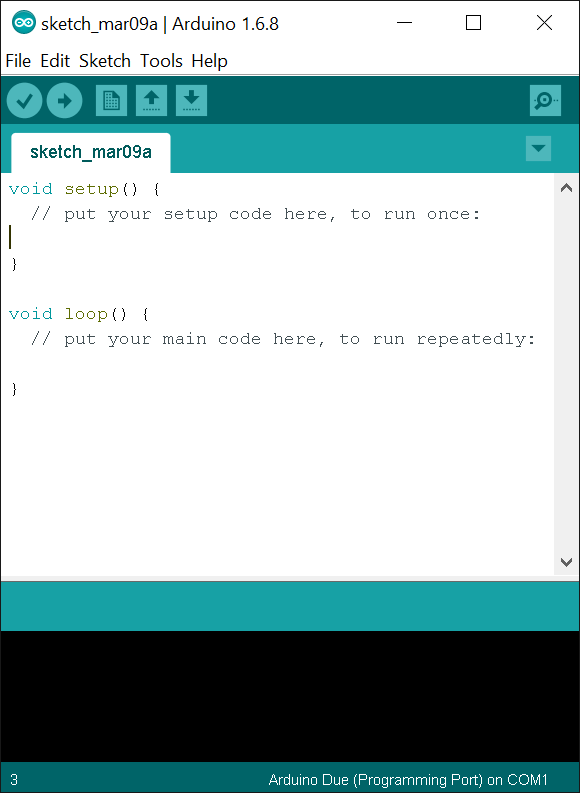 sketch_mar09a | Arduino 1.6.8
File Edit Sketch Tools Help
sketch_mar09a
void setup() {
  // put your setup code here, to run once:
}
void loop() {
  // put your main code here, to run repeatedly:
}
3 Arduino Due (Programming Port) on COM1